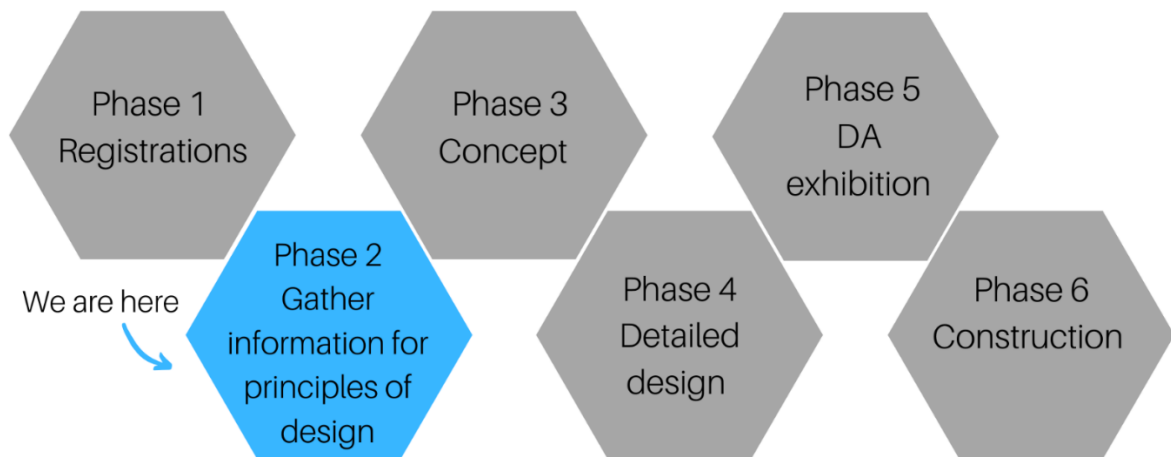 Phase 1
Registrations
We are here
Phase 2
Gather
information for
principles of
design
Phase 3
Concept
Phase 4
Detailed
design
Phase 5
DA
exhibition
Phase 6
Construction